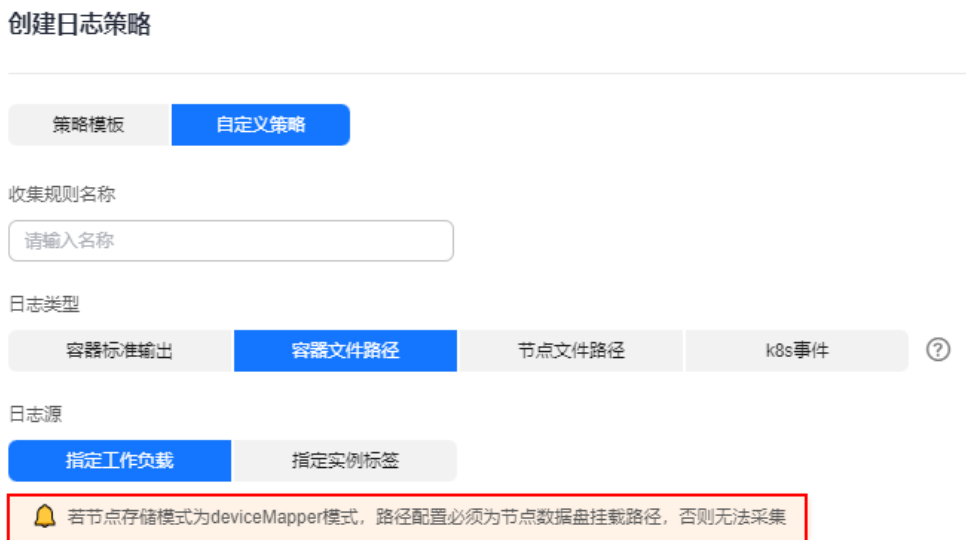 创建日志策略
策略模板 自定义策略
收集规则名称
请输入名称
日志类型
容器标准输出 容器文件路径 节点文件路径 k8s事件 ?
日志源
指定工作负载 指定实例标签
若节点存储模式为deviceMapper模式，路径配置必须为节点数据盘挂载路径，否则无法采集